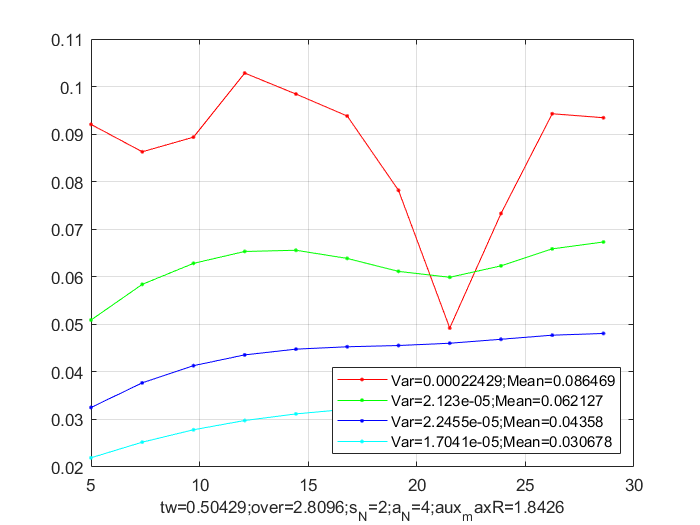 0.11
0.1
0.09
0.08
0.07
0.06
0.05
0.04
0.03
0.02
Var=0.00022429;Mean=0.086469
Var=2.123e-05;Mean=0.062127
Var=2.2455e-05;Mean=0.04358
Var=1.7041e-05;Mean=0.030678
5 10 15 20 25 30
tw=0.50429;over=2.8096;s_N=2;a_N=4;aux_maxR=1.8426